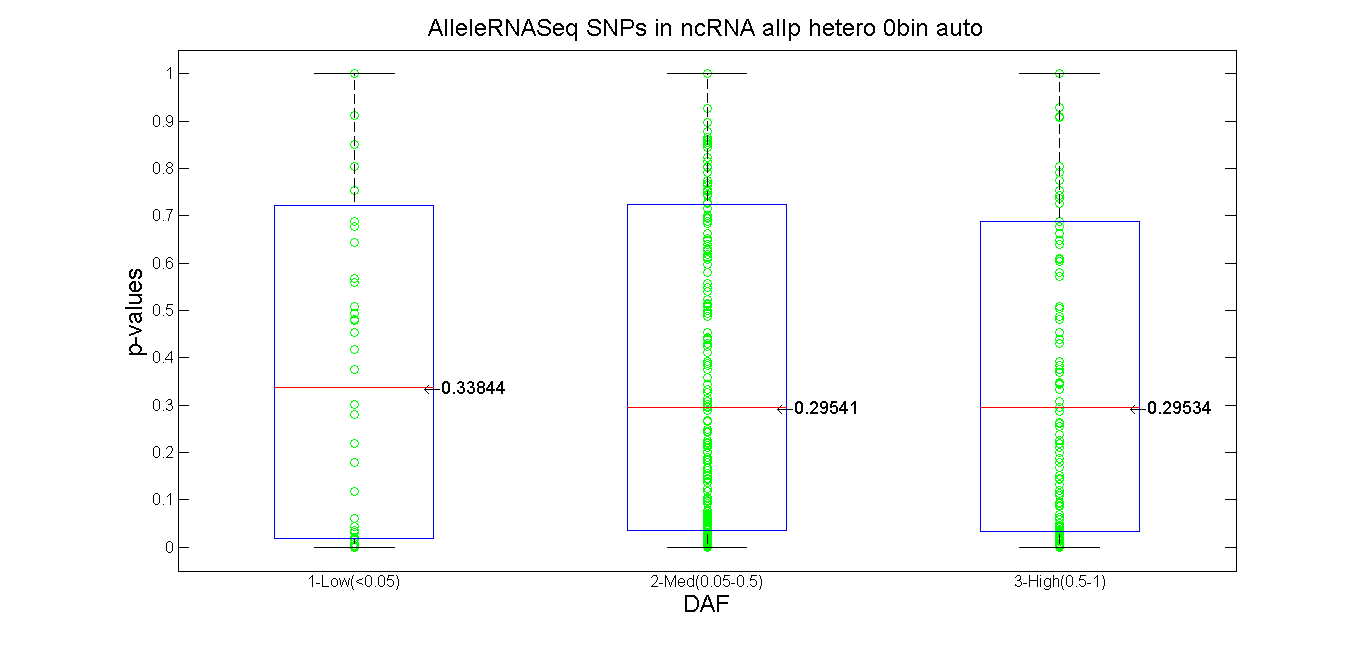 AlleleRNASeq SNPs in ncRNA allp hetero 0bin auto
1
0.9
0.8
0.7
0.6
0.5
0.4
0.3
0.2
0.1
0
p-values
0.33844
0.29541
0.29534
1-Low(<0.05)
2-Med(0.05-0.5)
3-High(0.5-1)
DAF